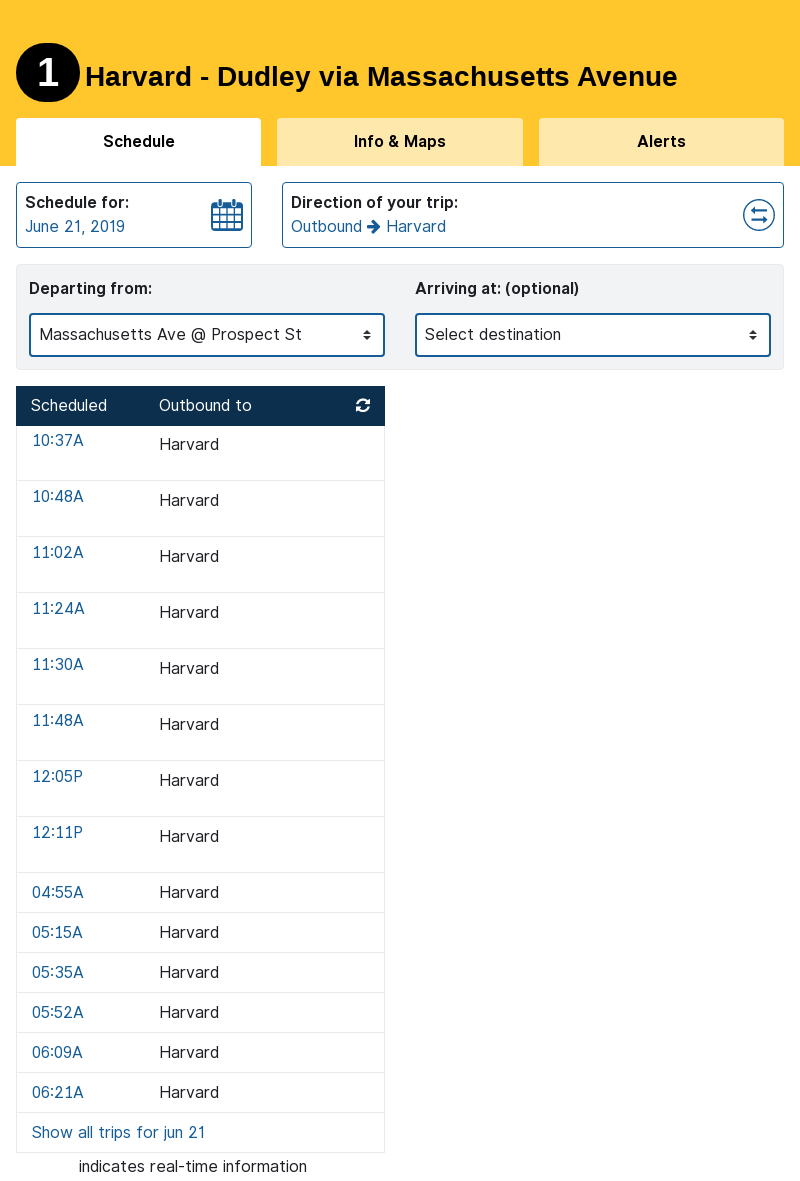 1 Harvard - Dudley via Massachusetts Avenue
Schedule Info & Maps Alerts
Schedule for:
June 21, 2019
Direction of your trip:
Outbound Harvard
Departing from:
Massachusetts Ave @ Prospect St
Arriving at: (optional)
Select destination
Scheduled Outbound to
10:37A Harvard
10:48A Harvard
11:02A Harvard
11:24A Harvard
11:30A Harvard
11:48A Harvard
12:05P Harvard
12:11P Harvard
04:55A Harvard
05:15A Harvard
05:35A Harvard
05:52A Harvard
06:09A Harvard
06:21A Harvard
Show all trips for jun 21
indicates real-time information